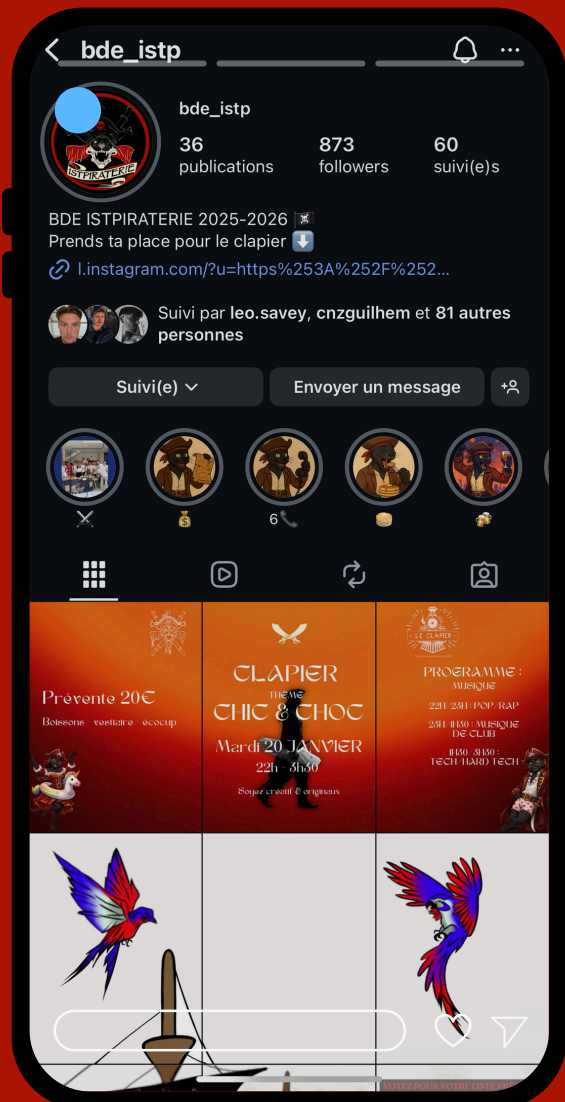 bde_istp
bde_istp
36
publications
873
followers
60
suivi(e)s
ISTPIRATERIE
BDE ISTPIRATERIE 2025-2026 🏴‍☠️
Prends ta place pour le clapier ⬇️
l.instagram.com/?u=https%253A%252F%252...
Suivi par leo.savey, cnzguilhem et 81 autres
personnes
Suivi(e)
Envoyer un message
6
Prévente 20€
Boissons - vestiaire - écocup
CLAPIER
THEME
CHIC & CHOC
Mardi 20 JANVIER
22h - 3h30
Soyez créatif & originaux
LE CLAPIER
PROGRAMME :
MUSIQUE
22H-23H : POP/RAP
23H-1H30 : MUSIQUE
DE CLUB
1H30/3H30 :
TECH/HARD TECH
VOTEZ POUR VOTRE LISTE